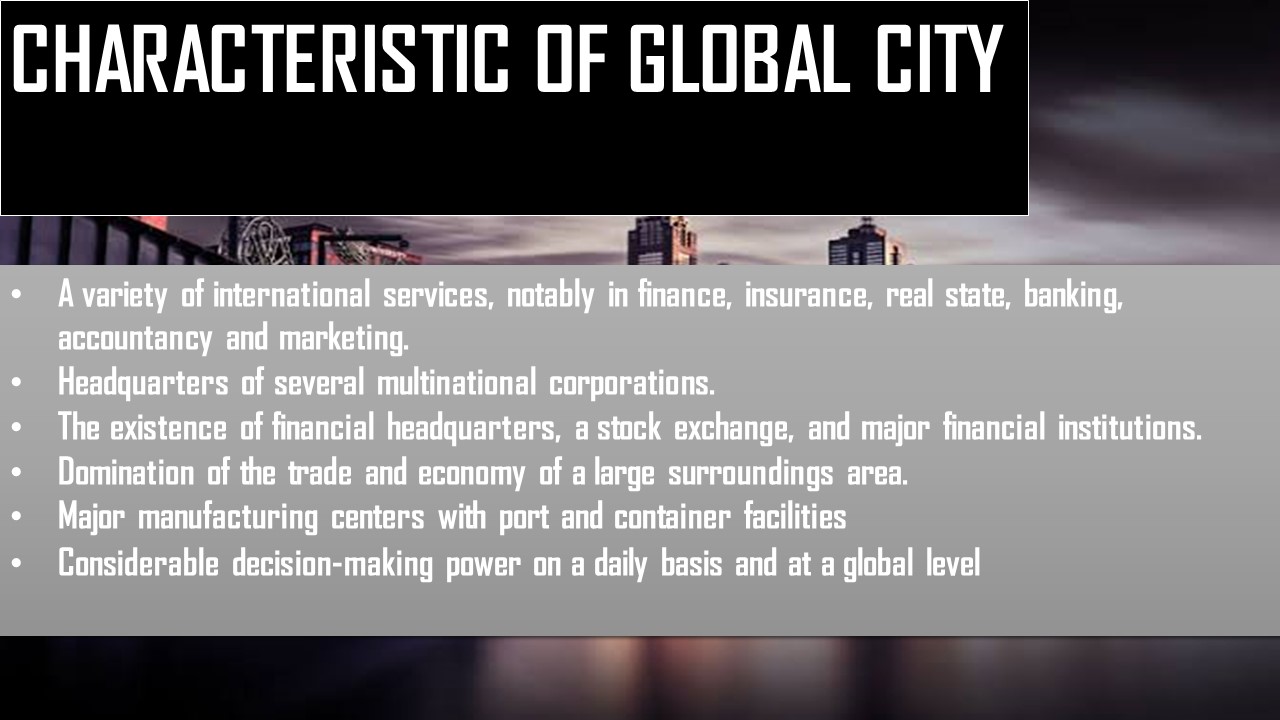 CHARACTERISTIC OF GLOBAL CITY
• A variety of international services, notably in finance, insurance, real state, banking,
accountancy and marketing.
• Headquarters of several multinational corporations.
• The existence of financial headquarters, a stock exchange, and major financial institutions.
• Domination of the trade and economy of a large surroundings area.
• Major manufacturing centers with port and container facilities
• Considerable decision-making power on a daily basis and at a global level